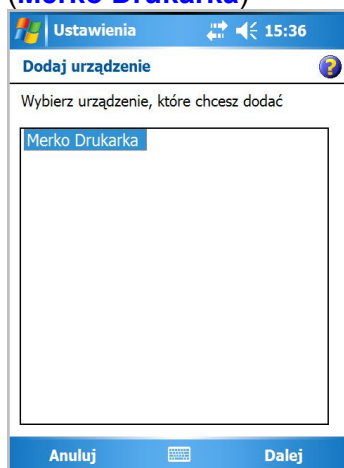 (Merko Drukarka)
Ustawienia 15:36
Dodaj urządzenie
Wybierz urządzenie, które chcesz dodać
Merko Drukarka
Anuluj Dalej